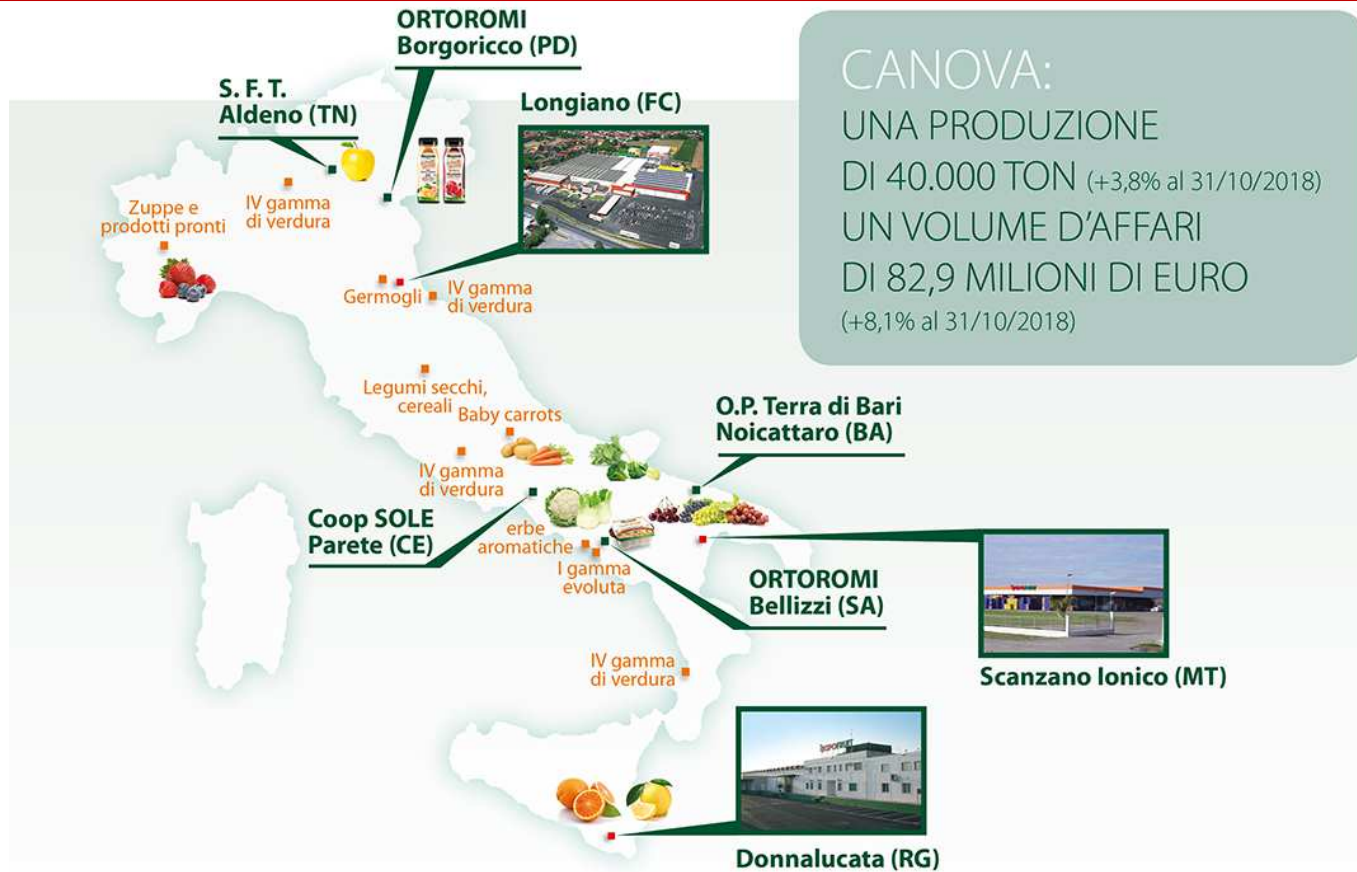 ORTOROMI
Borgoricco (PD)
S. F. T.
Aldeno (TN)
Longiano (FC)
CANOVA:
UNA PRODUZIONE
DI 40.000 TON (+3,8% al 31/10/2018)
UN VOLUME D'AFFARI
DI 82,9 MILIONI DI EURO
(+8,1% al 31/10/2018)
IV gamma
di verdura
Zuppe e
prodotti pronti
Germogli
IV gamma
di verdura
Legumi secchi,
cereali
Baby carrots
O.P. Terra di Bari
Noicattaro (BA)
IV gamma
di verdura
Coop SOLE
Parete (CE)
erbe
aromatiche
I gamma
evoluta
ORTOROMI
Bellizzi (SA)
Scanzano Ionico (MT)
IV gamma
di verdura
Donnalucata (RG)